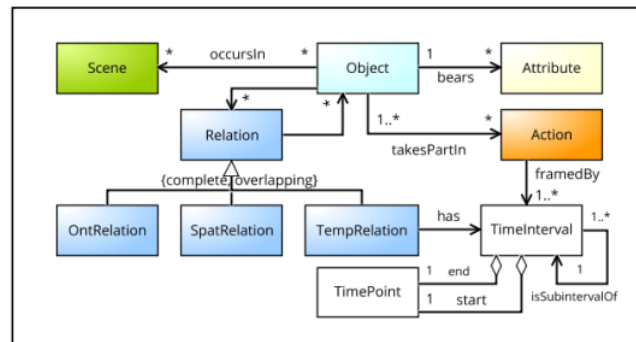 * occursIn *
Scene
Object
1 *
bears
Attribute
* *
Relation
1..* *
takesPartIn
Action
{complete, overlapping}
framedBy
1..*
OntRelation
SpatRelation
TempRelation
has
TimeInterval
1..*
1
isSubintervalOf
TimePoint
1 end
1 start